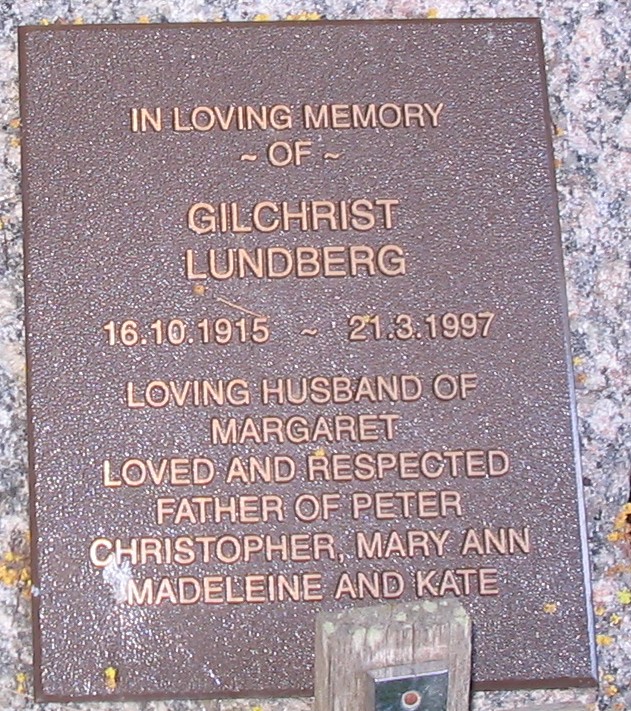 IN LOVING MEMORY
~ OF ~
GILCHRIST
LUNDBERG
16.10.1915 ~ 21.3.1997
LOVING HUSBAND OF
MARGARET
LOVED AND RESPECTED
FATHER OF PETER
CHRISTOPHER, MARY ANN
MADELEINE AND KATE